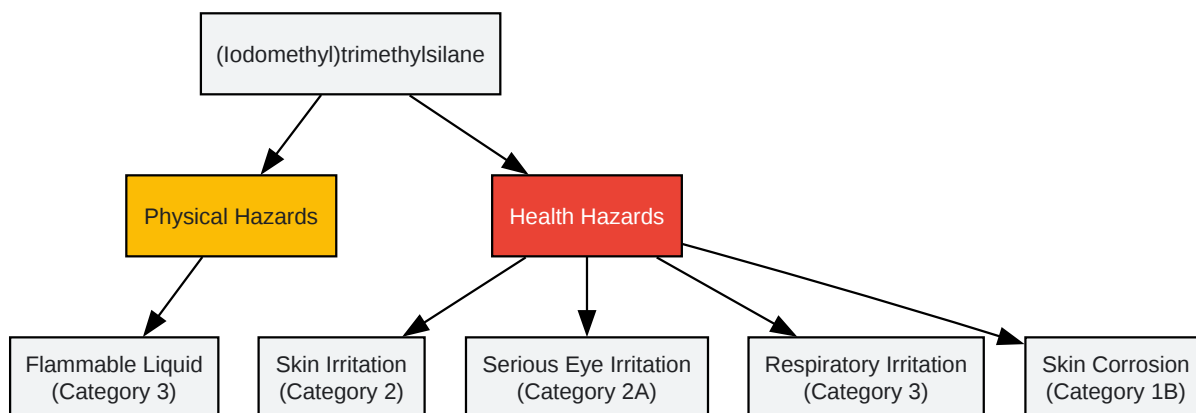 (Iodomethyl)trimethylsilane
Physical Hazards
Health Hazards
Flammable Liquid
(Category 3)
Skin Irritation
(Category 2)
Serious Eye Irritation
(Category 2A)
Respiratory Irritation
(Category 3)
Skin Corrosion
(Category 1B)